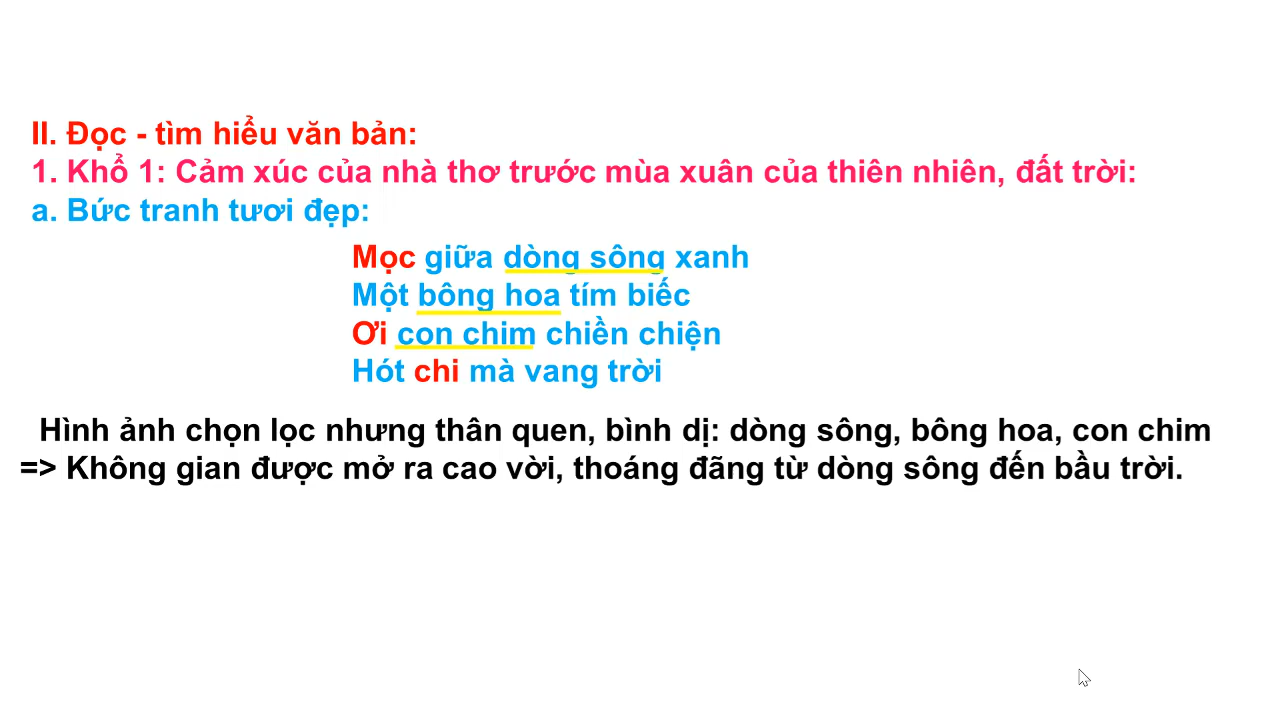 II. Đọc - tìm hiểu văn bản:
1. Khổ 1: Cảm xúc của nhà thơ trước mùa xuân của thiên nhiên, đất trời:
a. Bức tranh tươi đẹp:
Mọc giữa dòng sông xanh
Một bông hoa tím biếc
Ơi con chim chiền chiện
Hót chi mà vang trời
Hình ảnh chọn lọc nhưng thân quen, bình dị: dòng sông, bông hoa, con chim
=> Không gian được mở ra cao vời, thoáng đãng từ dòng sông đến bầu trời.